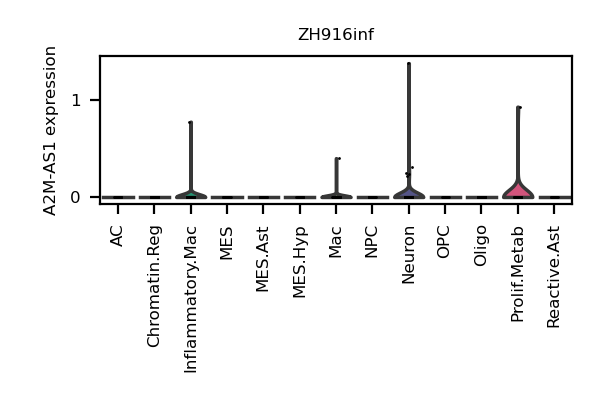 ZH916inf
A2M-AS1 expression
1
0
AC
Chromatin.Reg
Inflammatory.Mac
MES
MES.Ast
MES.Hyp
Mac
NPC
Neuron
OPC
Oligo
Prolif.Metab
Reactive.Ast